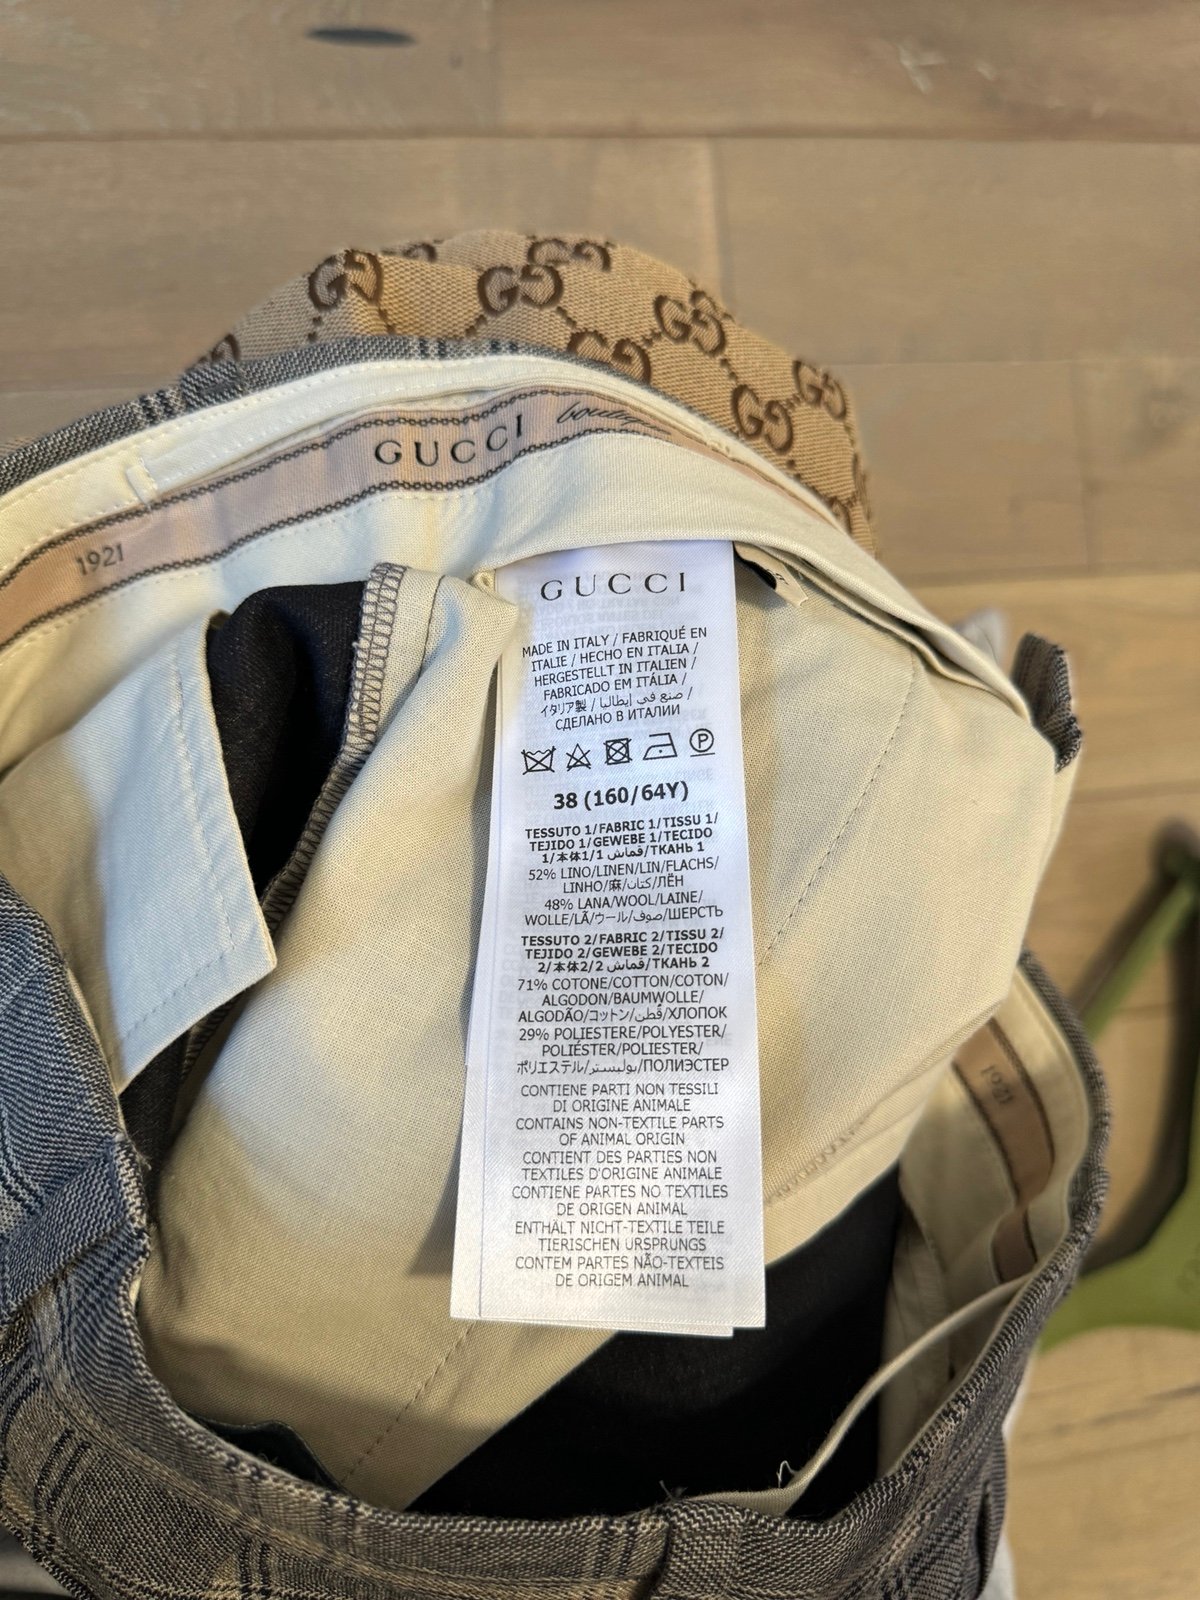 GUCCI
1921
GUCCI
MADE IN ITALY / FABRIQUÉ EN
ITALIE / HECHO EN ITALIA /
HERGESTELLT IN ITALIEN /
FABRICADO EM ITÁLIA /
イタリア製 / صنع في إيطاليا /
СДЕЛАНО В ИТАЛИИ
P
38 (160/64Y)
TESSUTO 1/FABRIC 1/TISSU 1/
TEJIDO 1/GEWEBE 1/TECIDO
1/本体1/1 قماش/ТКАНЬ 1
52% LINO/LINEN/LIN/FLACHS/
LINHO/麻/كتان/ЛЁН
48% LANA/WOOL/LAINE/
WOLLE/LÃ/ウール/صوف/ШЕРСТЬ
TESSUTO 2/FABRIC 2/TISSU 2/
TEJIDO 2/GEWEBE 2/TECIDO
2/本体2/2 قماش/ТКАНЬ 2
71% COTONE/COTTON/COTON/
ALGODON/BAUMWOLLE/
ALGODÃO/コットン/قطن/ХЛОПОК
29% POLIESTERE/POLYESTER/
POLIÉSTER/POLIESTER/
ポリエステル/بوليستر/ПОЛИЭСТЕР
CONTIENE PARTI NON TESSILI
DI ORIGINE ANIMALE
CONTAINS NON-TEXTILE PARTS
OF ANIMAL ORIGIN
CONTIENT DES PARTIES NON
TEXTILES D'ORIGINE ANIMALE
CONTIENE PARTES NO TEXTILES
DE ORIGEN ANIMAL
ENTHÄLT NICHT-TEXTILE TEILE
TIERISCHEN URSPRUNGS
CONTEM PARTES NÃO-TEXTEIS
DE ORIGEM ANIMAL
1921